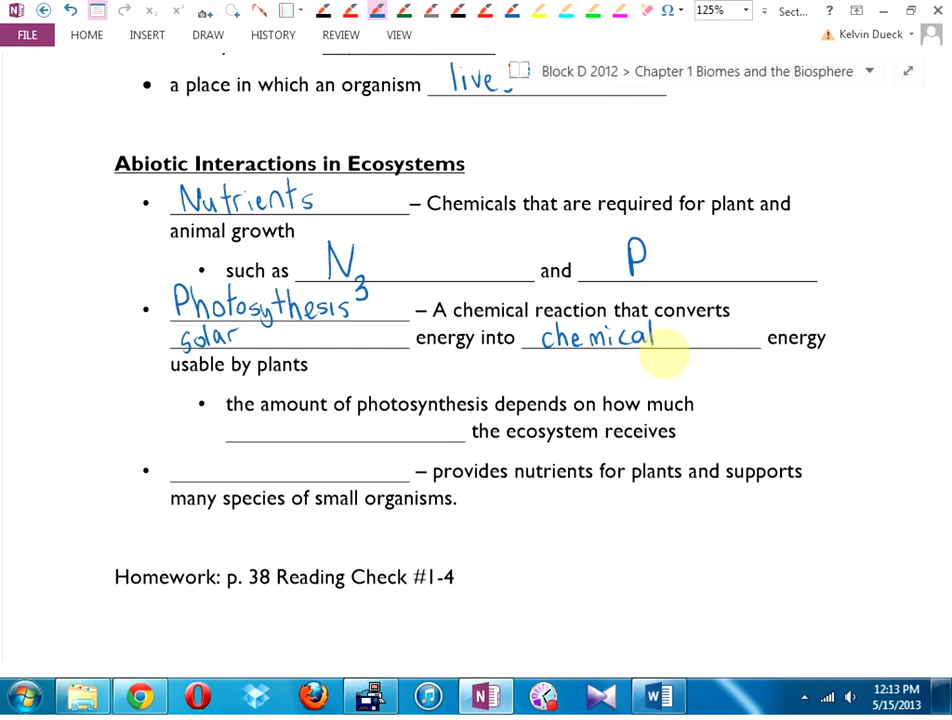 125% Sect... ?
Kelvin Dueck
FILE HOME INSERT DRAW HISTORY REVIEW VIEW
Block D 2012 > Chapter 1 Biomes and the Biosphere
• a place in which an organism lives
Abiotic Interactions in Ecosystems
• Nutrients – Chemicals that are required for plant and
animal growth
• such as N3 and P
• Photosythesis – A chemical reaction that converts
solar energy into chemical energy
usable by plants
• the amount of photosynthesis depends on how much
the ecosystem receives
• – provides nutrients for plants and supports
many species of small organisms.
Homework: p. 38 Reading Check #1-4
12:13 PM
5/15/2013